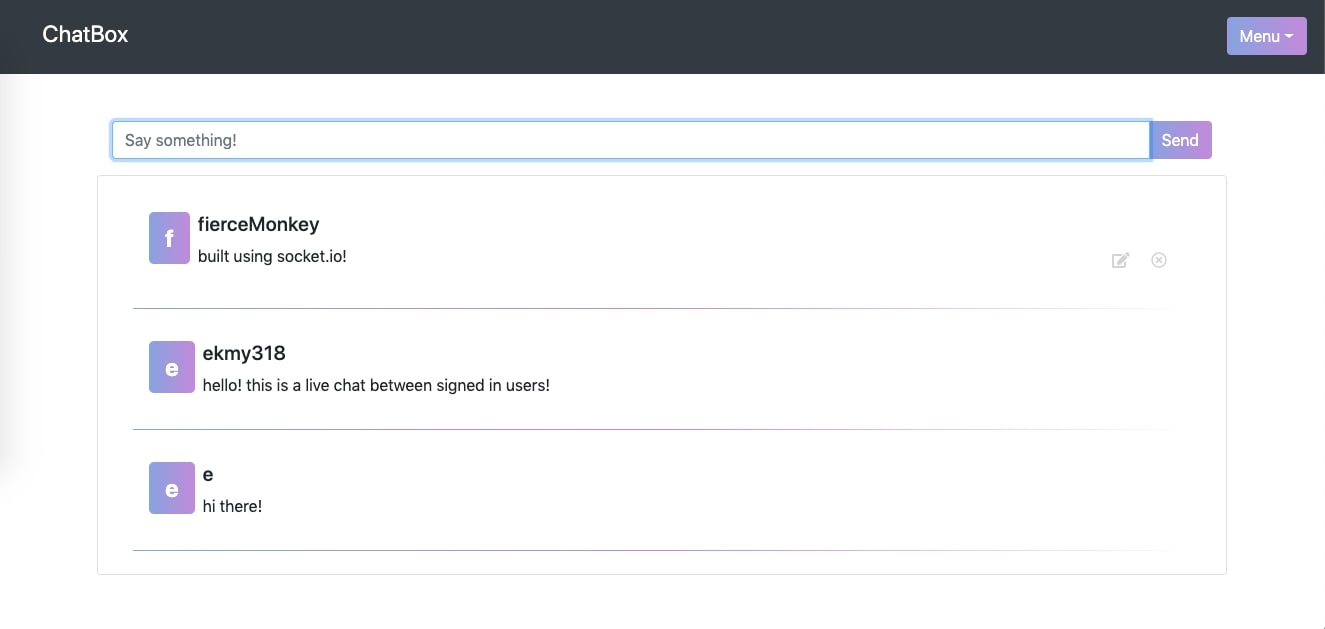 ChatBox
Menu
Say something!
Send
f
fierceMonkey
built using socket.io!
e
ekmy318
hello! this is a live chat between signed in users!
e
e
hi there!